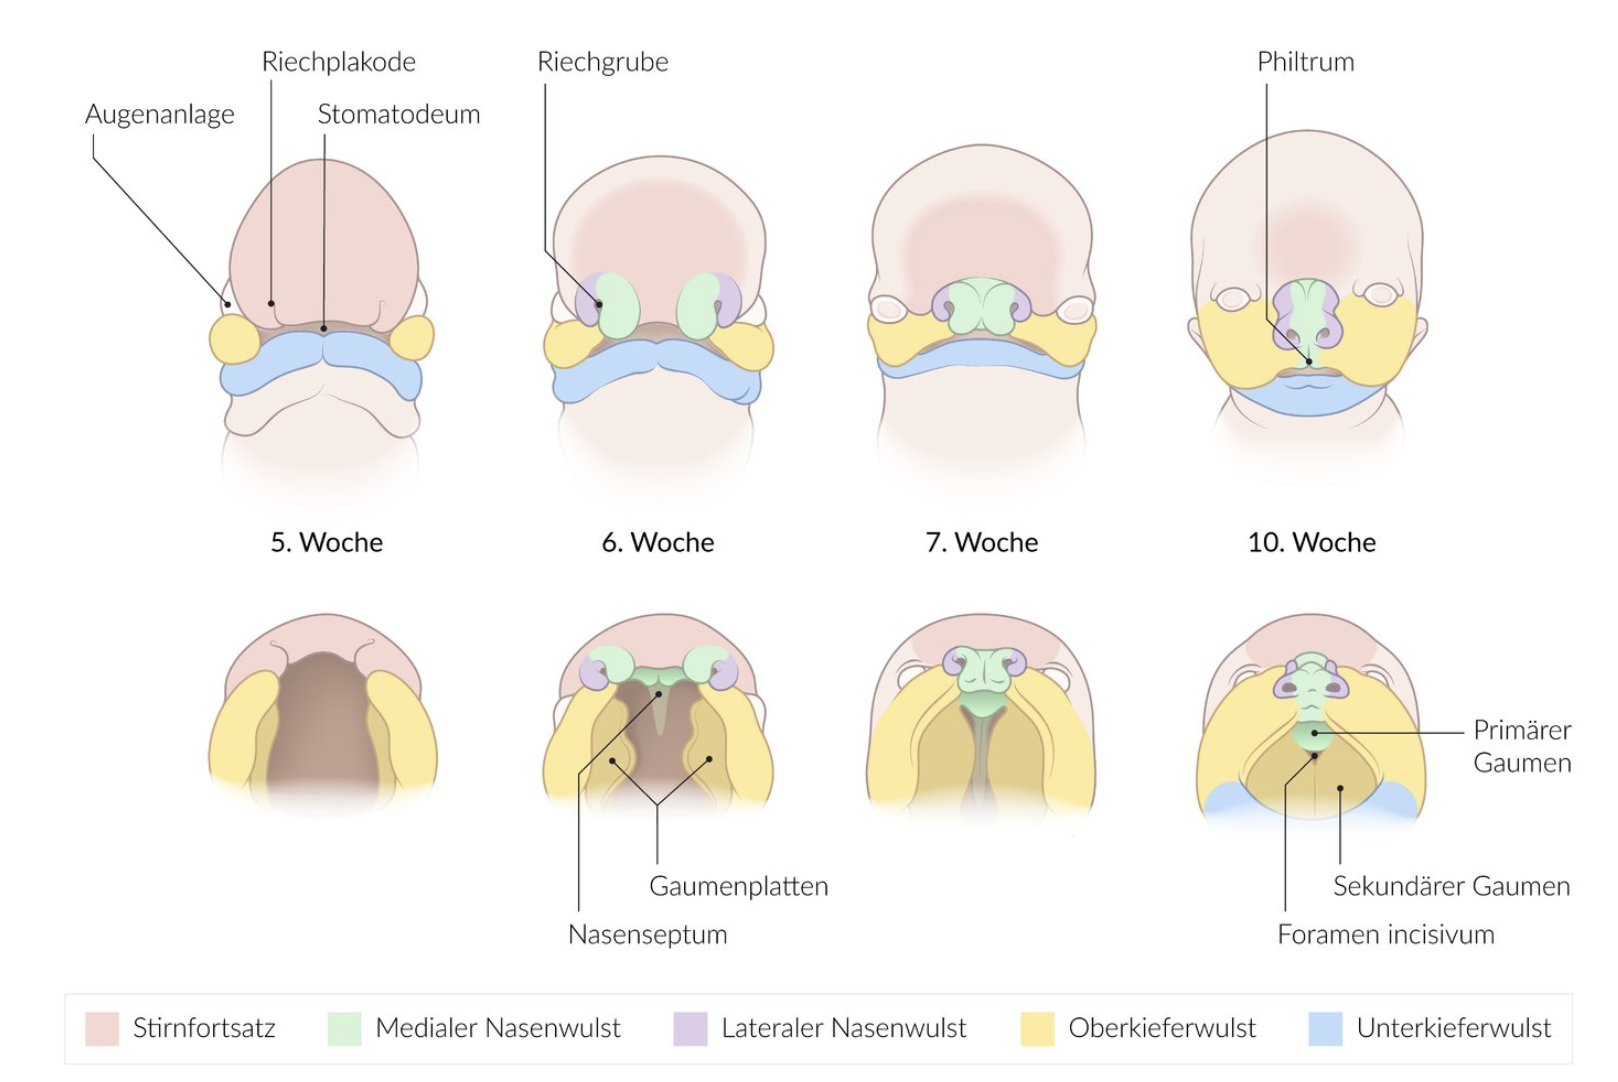 Riechplakode
Riechgrube
Philtrum
Augenanlage
Stomatodeum
5. Woche
6. Woche
7. Woche
10. Woche
Primärer
Gaumen
Gaumenplatten
Sekundärer Gaumen
Nasenseptum
Foramen incisivum
Stirnfortsatz
Medialer Nasenwulst
Lateraler Nasenwulst
Oberkieferwulst
Unterkieferwulst